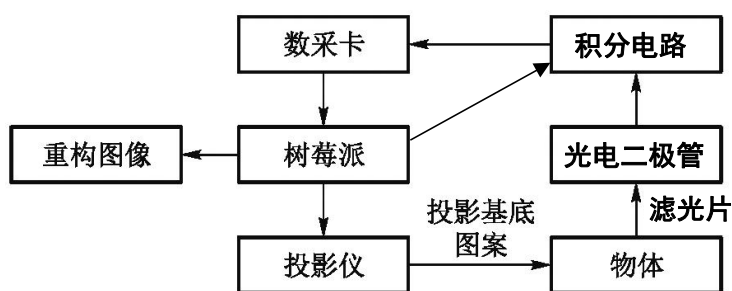 数采卡
积分电路
重构图像
树莓派
光电二极管
投影基底
图案
滤光片
投影仪
物体